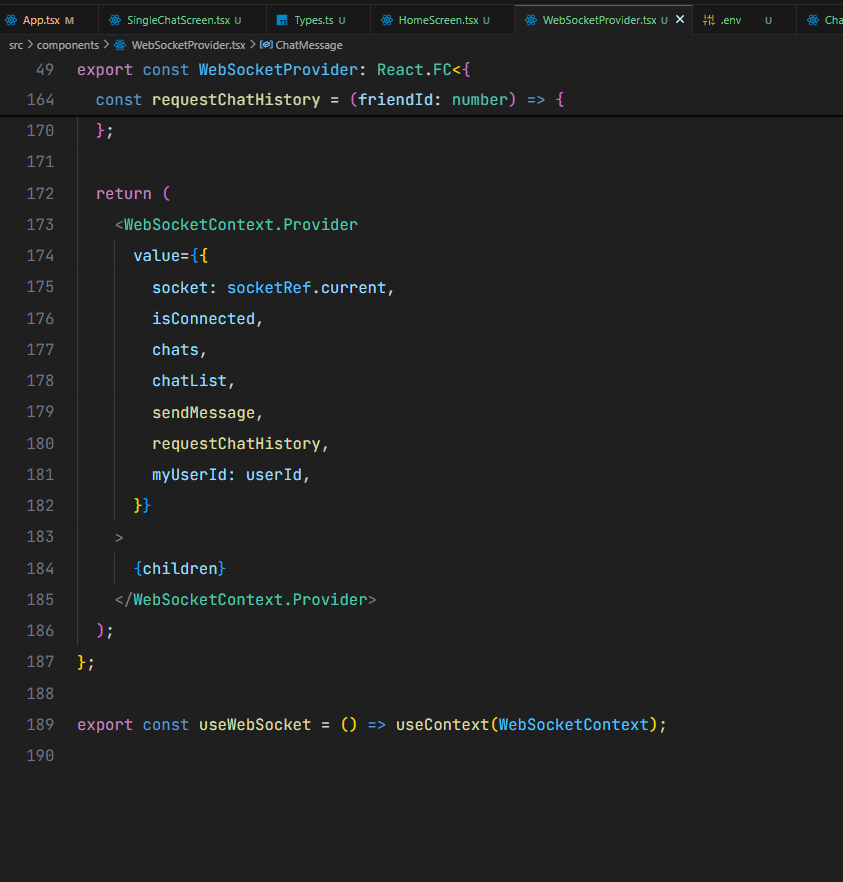 App.tsx M SingleChatScreen.tsx U Types.ts U HomeScreen.tsx U WebSocketProvider.tsx U × .env U Cha
src > components > WebSocketProvider.tsx > ChatMessage
49 export const WebSocketProvider: React.FC<{
164 const requestChatHistory = (friendId: number) => {
170 };
171
172 return (
173 <WebSocketContext.Provider
174 value={{
175 socket: socketRef.current,
176 isConnected,
177 chats,
178 chatList,
179 sendMessage,
180 requestChatHistory,
181 myUserId: userId,
182 }}
183 >
184 {children}
185 </WebSocketContext.Provider>
186 );
187 };
188
189 export const useWebSocket = () => useContext(WebSocketContext);
190